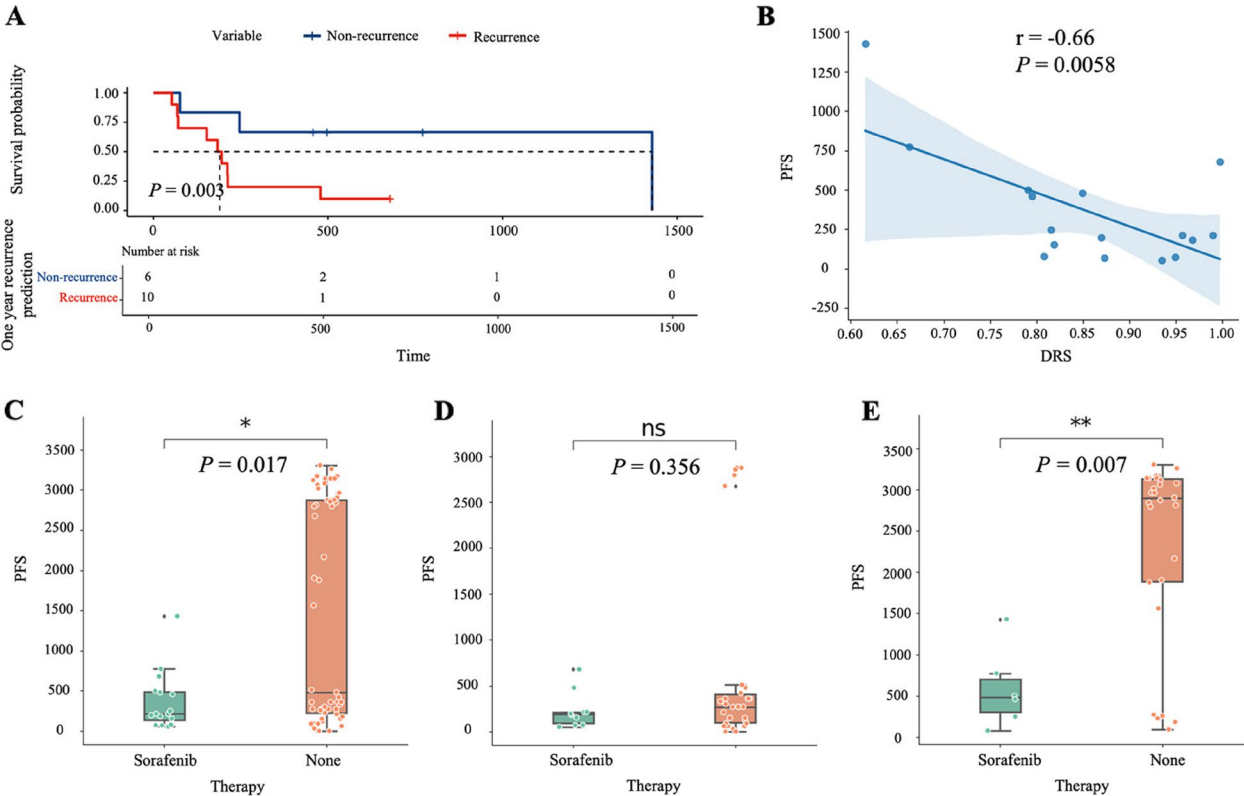 A
Variable Non-recurrence Recurrence
Survival probability
1.00
0.75
0.50
0.25
0.00
P = 0.003
0 500 1000 1500
One year recurrence
prediction
Number at risk
Non-recurrence 6 2 1 0
Recurrence 10 1 0 0
0 500 1000 1500
Time
B
r = -0.66
P = 0.0058
PFS
1500
1250
1000
750
500
250
0
-250
0.60 0.65 0.70 0.75 0.80 0.85 0.90 0.95 1.00
DRS
C
*
P = 0.017
PFS
3500
3000
2500
2000
1500
1000
500
0
Sorafenib None
Therapy
D
ns
P = 0.356
PFS
3000
2500
2000
1500
1000
500
0
Sorafenib
Therapy
E
**
P = 0.007
PFS
3500
3000
2500
2000
1500
1000
500
0
Sorafenib None
Therapy